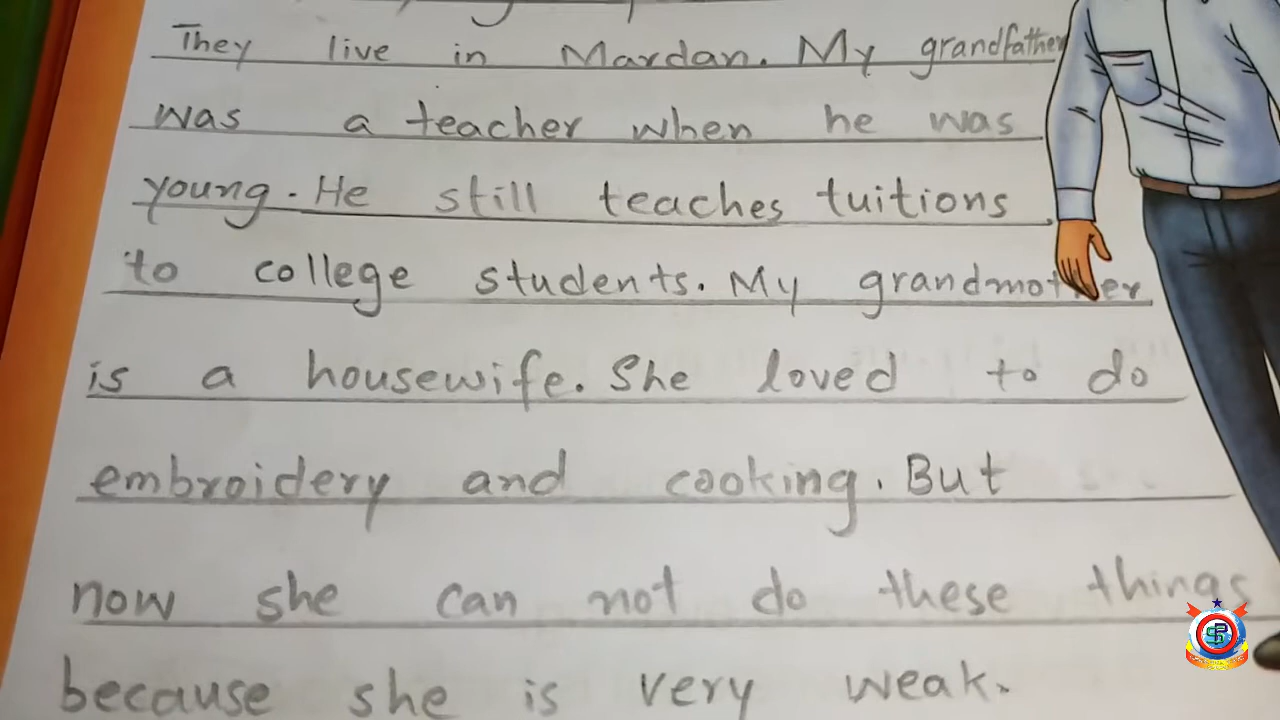 They live in Mardan. My grandfather
was a teacher when he was
young. He still teaches tuitions
to college students. My grandmother
is a housewife. She loved to do
embroidery and cooking. But
now she can not do these things
because she is very weak.